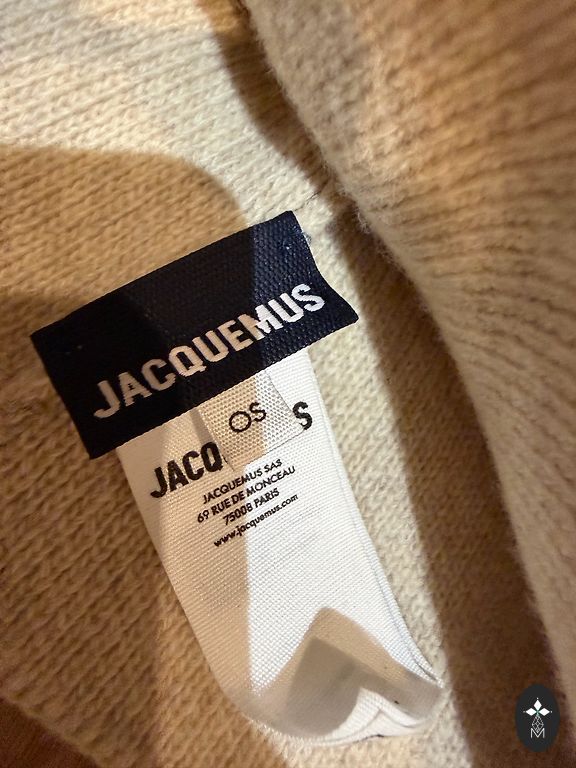 JACQUEMUS
OS
JACQ S
JACQUEMUS SAS
69 RUE DE MONCEAU
75008 PARIS
www.jacquemus.com
M